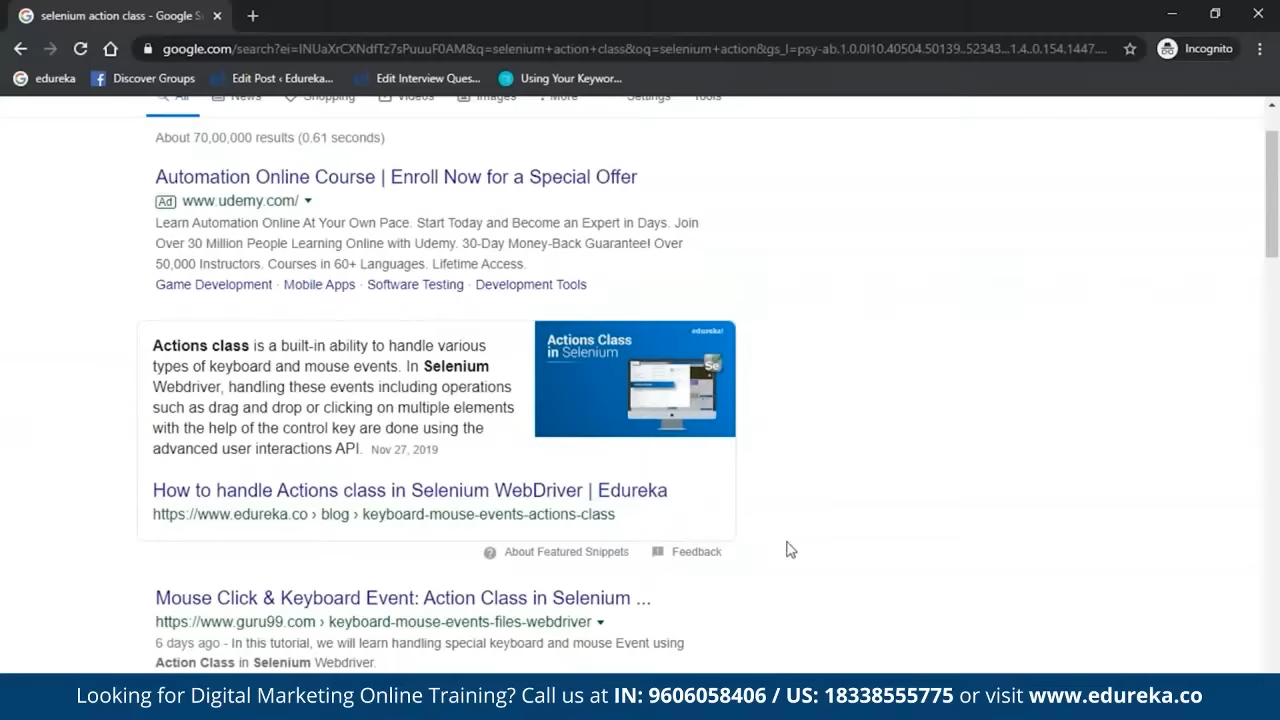 selenium action class - Google S
google.com/search?ei=INUaXrCXNdfTz7sPuuuF0AM&q=selenium+action+class&oq=selenium+action&gs_l=psy-ab.1.0.0l10.40504.50139..52343...1.4..0.154.1447....
Incognito
edureka Discover Groups Edit Post ‹ Edureka... Edit Interview Ques... Using Your Keywor...
All News Shopping Videos Images More Settings Tools
About 70,00,000 results (0.61 seconds)
Automation Online Course | Enroll Now for a Special Offer
Ad www.udemy.com/
Learn Automation Online At Your Own Pace. Start Today and Become an Expert in Days. Join
Over 30 Million People Learning Online with Udemy. 30-Day Money-Back Guarantee! Over
50,000 Instructors. Courses in 60+ Languages. Lifetime Access.
Game Development · Mobile Apps · Software Testing · Development Tools
Actions class is a built-in ability to handle various
types of keyboard and mouse events. In Selenium
Webdriver, handling these events including operations
such as drag and drop or clicking on multiple elements
with the help of the control key are done using the
advanced user interactions API. Nov 27, 2019
edureka!
Actions Class
in Selenium
Se
How to handle Actions class in Selenium WebDriver | Edureka
https://www.edureka.co › blog › keyboard-mouse-events-actions-class
About Featured Snippets Feedback
Mouse Click & Keyboard Event: Action Class in Selenium ...
https://www.guru99.com › keyboard-mouse-events-files-webdriver
6 days ago - In this tutorial, we will learn handling special keyboard and mouse Event using
Action Class in Selenium Webdriver.
Looking for Digital Marketing Online Training? Call us at IN: 9606058406 / US: 18338555775 or visit www.edureka.co